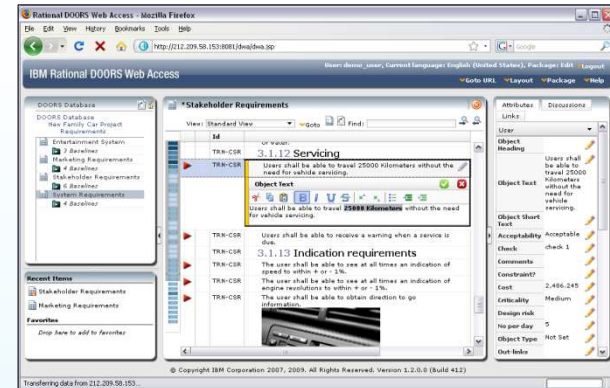 Rational DOORS Web Access - Mozilla Firefox
File Edit View History Bookmarks Tools Help
http://212.209.58.153:8081/dwa/dwa.jsp
Google
User: demo_user, Current language: English (United States), Package: Edit Logout
IBM Rational DOORS Web Access
Goto URL Layout Package Help
DOORS Database
DOORS Database
New Family Car Project
Requirements
Entertainment System
3 Baselines
Marketing Requirements
4 Baselines
Stakeholder Requirements
6 Baselines
System Requirements
4 Baselines
Recent Items
Stakeholder Requirements
Marketing Requirements
Favorites
Drop here to add to favorites
*Stakeholder Requirements
View: Standard View Goto Find:
Id
or value.
TRN-CSR 3.1.12 Servicing
TRN-CSR Users shall be able to travel 25000 Kilometers without the
need for vehicle servicing.
Object Text
B I U S
Users shall be able to travel 25000 Kilometers without the need
for vehicle servicing.
TRN-CSR Users shall be able to receive a warning when a service is
due.
TRN-CSR 3.1.13 Indication requirements
TRN-CSR The user shall be able to see at all times an indication of
speed to within + or - 1%.
TRN-CSR The user shall be able to see at all times an indication of
engine revolutions to within + or - 1%.
TRN-CSR The user shall be able to obtain direction to go
information.
Attributes Discussions
Links
User
Object
Heading
Object Text Users shall
be able to
travel 25000
Kilometers
without the
need for
vehicle
servicing.
Object Short
Text
Acceptability Acceptable
Check check 1
Comments
Constraint?
Cost 2,486.245
Criticality Medium
Design risk
No per day 5
Object Type Not Set
Out-links
© Copyright IBM Corporation 2007, 2009. All Rights Reserved. Version 1.2.0.0 (Build 412)
Transferring data from 212.209.58.153...